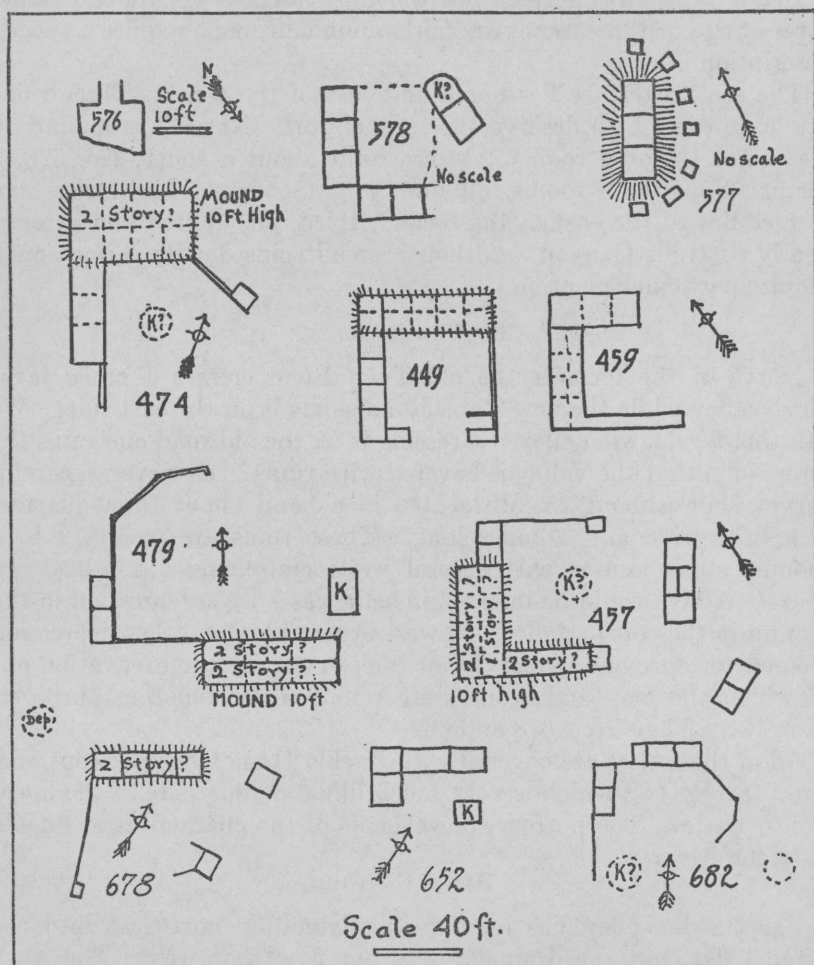 N
576
Scale
10ft
K?
578
No scale
No scale
577
2 Story?
MOUND
10 Ft High
K?
474
449
459
479
K
2 Story?
2 Story?
MOUND 10ft
2 Story?
2 Story?
K?
457
2 Story?
10ft high
Dep
2 Story?
678
K
652
K?
682
Scale 40ft.